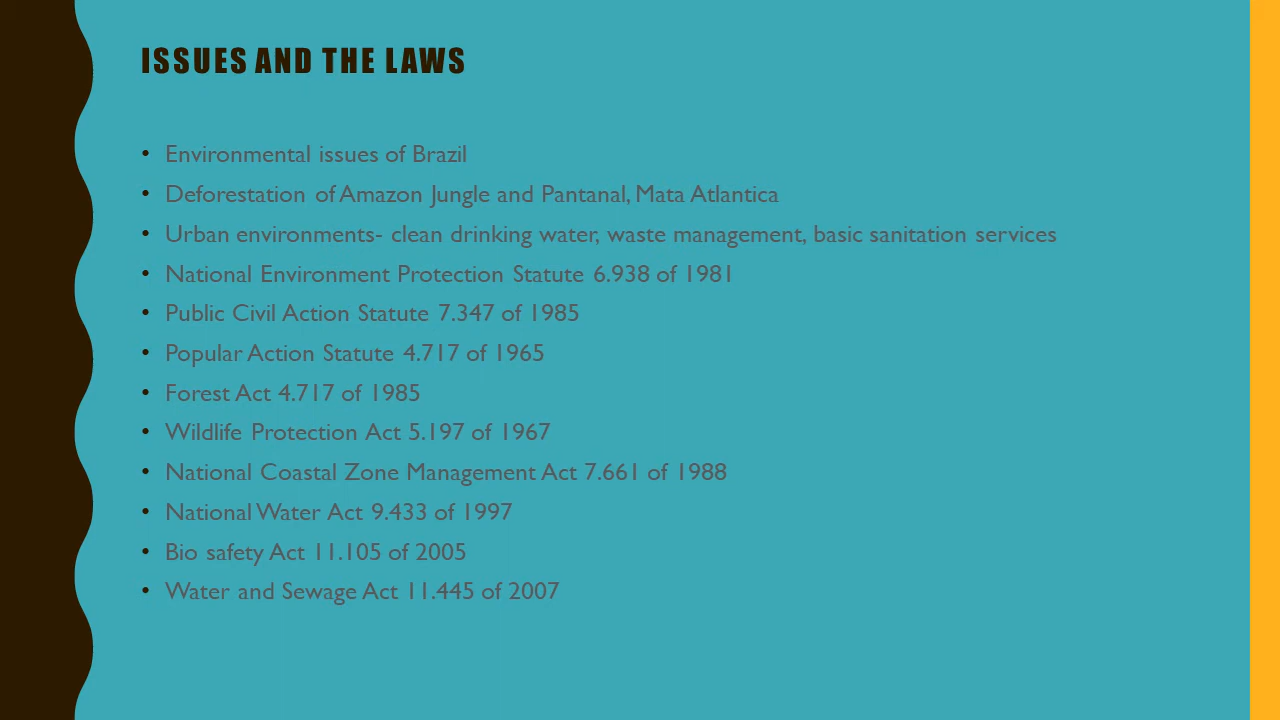 ISSUES AND THE LAWS
• Environmental issues of Brazil
• Deforestation of Amazon Jungle and Pantanal, Mata Atlantica
• Urban environments- clean drinking water, waste management, basic sanitation services
• National Environment Protection Statute 6.938 of 1981
• Public Civil Action Statute 7.347 of 1985
• Popular Action Statute 4.717 of 1965
• Forest Act 4.717 of 1985
• Wildlife Protection Act 5.197 of 1967
• National Coastal Zone Management Act 7.661 of 1988
• National Water Act 9.433 of 1997
• Bio safety Act 11.105 of 2005
• Water and Sewage Act 11.445 of 2007